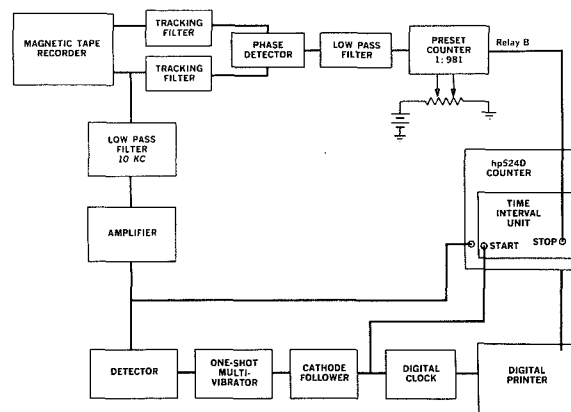 MAGNETIC TAPE
RECORDER
TRACKING
FILTER
TRACKING
FILTER
PHASE
DETECTOR
LOW PASS
FILTER
PRESET
COUNTER
1:981
Relay B
LOW PASS
FILTER
10 KC
AMPLIFIER
hp524D
COUNTER
TIME
INTERVAL
UNIT
START
STOP
DETECTOR
ONE-SHOT
MULTI-
VIBRATOR
CATHODE
FOLLOWER
DIGITAL
CLOCK
DIGITAL
PRINTER